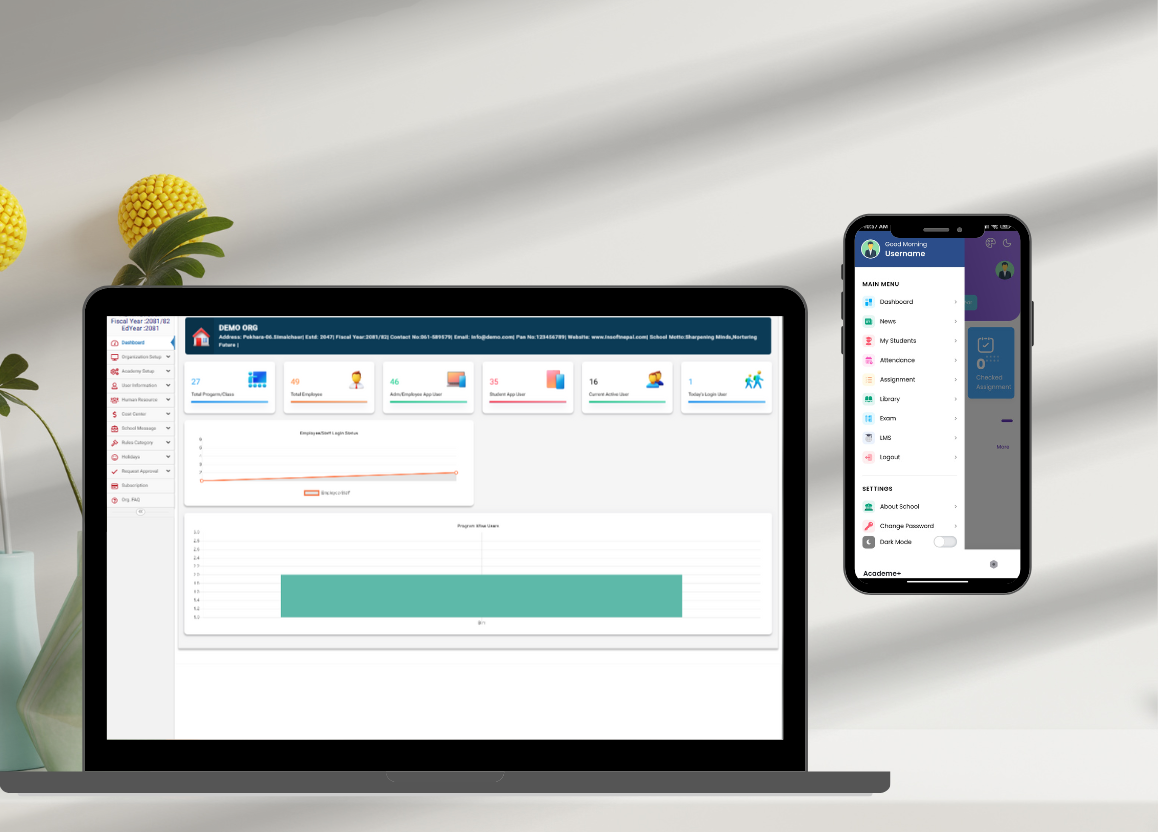 Fiscal Year :2081/82
EdYear :2081
Dashboard
Organization Setup
Academy Setup
User Information
Human Resource
Cost Center
School Message
Rules Category
Holidays
Request Approval
Subscription
Org. FAQ
DEMO ORG
Address: Pokhara-06.Simalchaur| Estd: 2047| Fiscal Year:2081/82| Contact No:061-589578| Email: info@demo.com| Pan No:123456789| Website: www.insofinepal.com| School Motto:Sharpening Minds,Nurturing
Future |
27
Total Progarm/Class
49
Total Employee
46
Adm/Employee App User
35
Student App User
16
Current Active User
1
Today's Login User
Employee/Staff Login Status
Employee/Staff
Program Wise Users
Good Morning
Username
MAIN MENU
Dashboard
News
My Students
Attendance
Assignment
Library
Exam
LMS
Logout
SETTINGS
About School
Change Password
Dark Mode
Academe+
0
Checked
Assignment
More